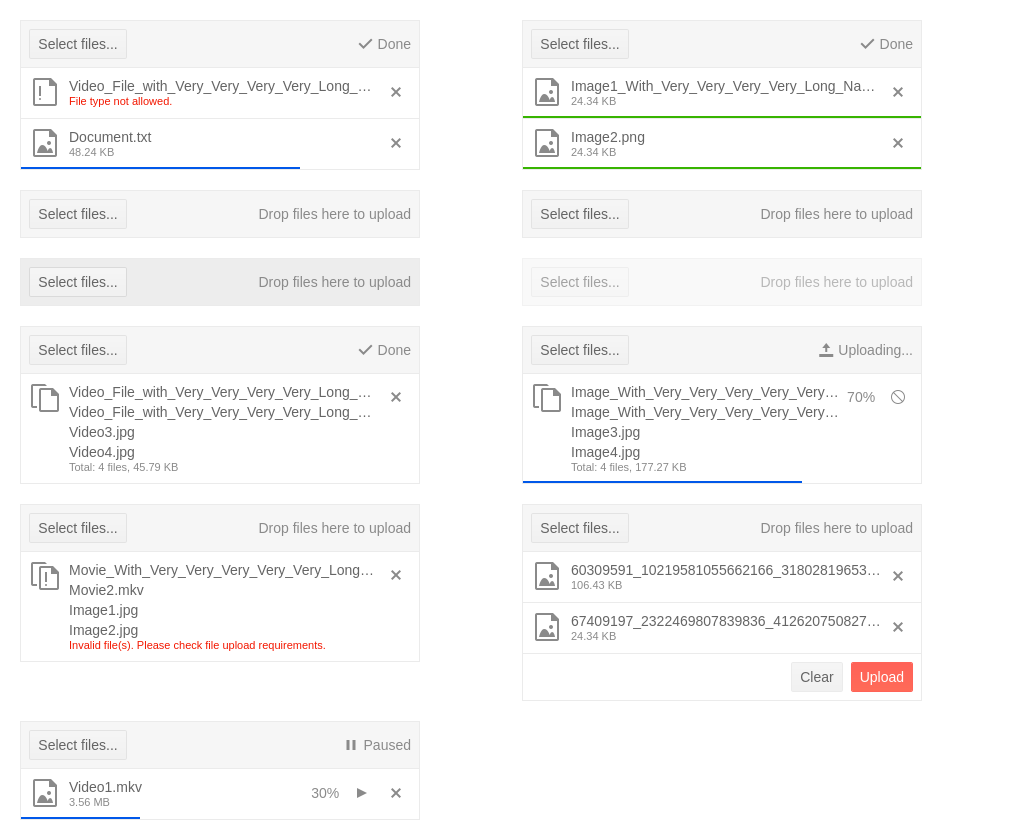 Select files...
Done
Video_File_with_Very_Very_Very_Very_Long_...
File type not allowed.
Document.txt
48.24 KB
Select files...
Done
Image1_With_Very_Very_Very_Very_Long_Na...
24.34 KB
Image2.png
24.34 KB
Select files...
Drop files here to upload
Select files...
Drop files here to upload
Select files...
Drop files here to upload
Select files...
Drop files here to upload
Select files...
Done
Video_File_with_Very_Very_Very_Very_Long_...
Video_File_with_Very_Very_Very_Very_Long_...
Video3.jpg
Video4.jpg
Total: 4 files, 45.79 KB
Select files...
Uploading...
Image_With_Very_Very_Very_Very_Very...
70%
Image_With_Very_Very_Very_Very_Very...
Image3.jpg
Image4.jpg
Total: 4 files, 177.27 KB
Select files...
Drop files here to upload
Movie_With_Very_Very_Very_Very_Very_Long...
Movie2.mkv
Image1.jpg
Image2.jpg
Invalid file(s). Please check file upload requirements.
Select files...
Drop files here to upload
60309591_10219581055662166_31802819653...
106.43 KB
67409197_2322469807839836_412620750827...
24.34 KB
Clear
Upload
Select files...
Paused
Video1.mkv
3.56 MB
30%